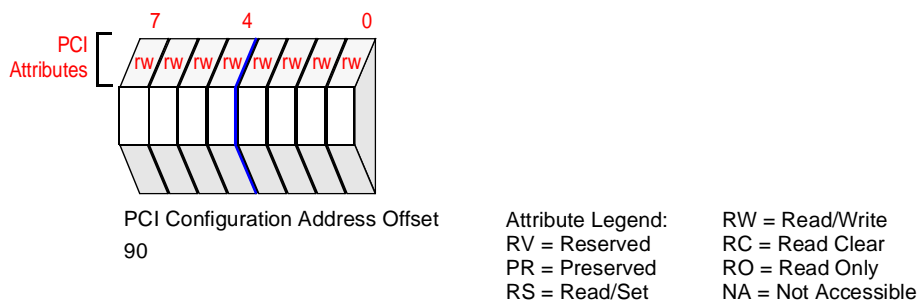 7 4 0
PCI
Attributes
rw rw rw rw rw rw rw rw
PCI Configuration Address Offset
90
Attribute Legend:
RV = Reserved
PR = Preserved
RS = Read/Set
RW = Read/Write
RC = Read Clear
RO = Read Only
NA = Not Accessible